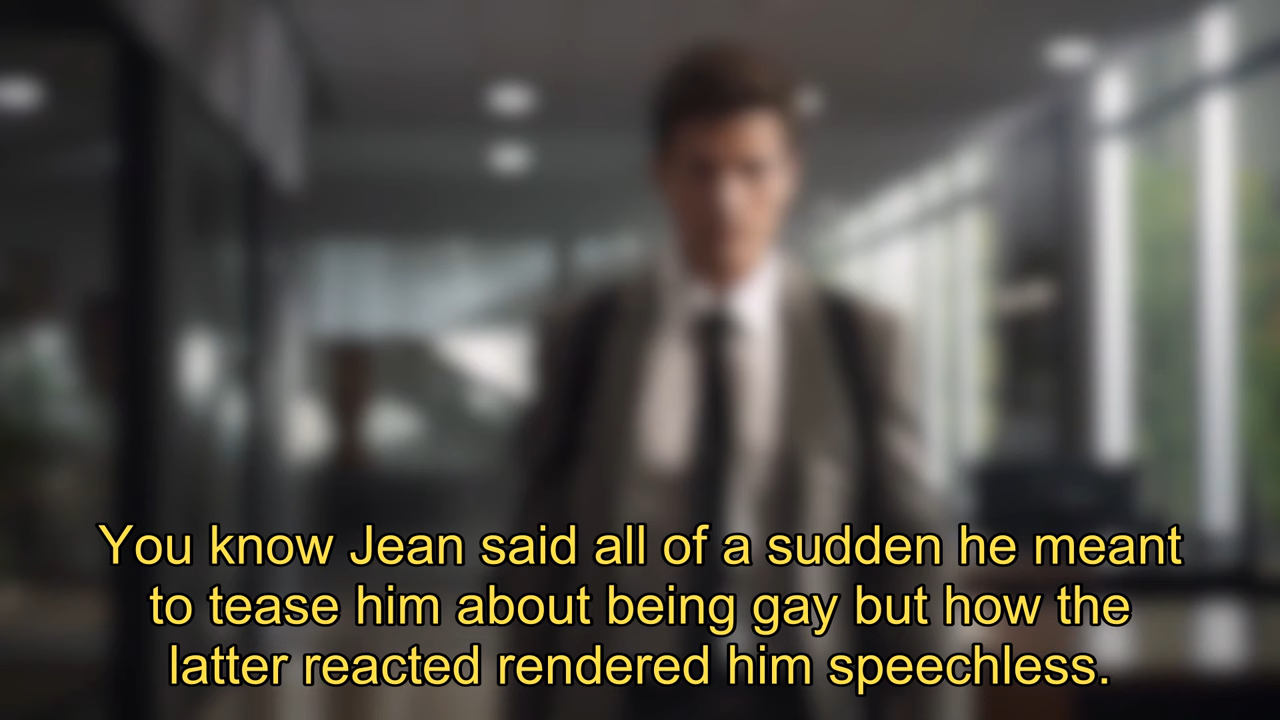 You know Jean said all of a sudden he meant
to tease him about being gay but how the
latter reacted rendered him speechless.